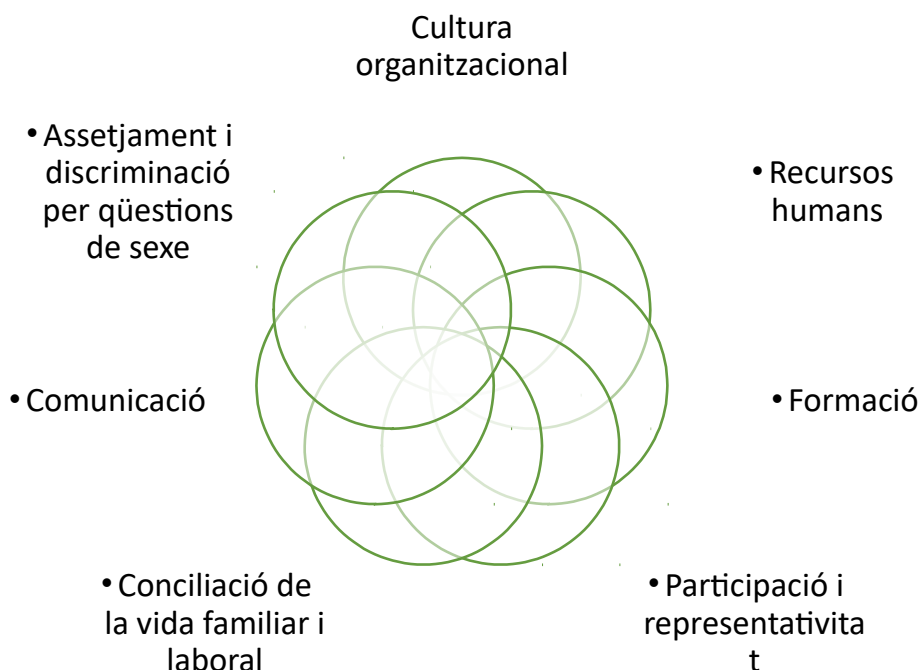 Cultura
organitzacional
• Assetjament i
discriminació
per qüestions
de sexe
• Recursos
humans
• Comunicació
• Formació
• Conciliació de
la vida familiar i
laboral
• Participació i
representativita
t